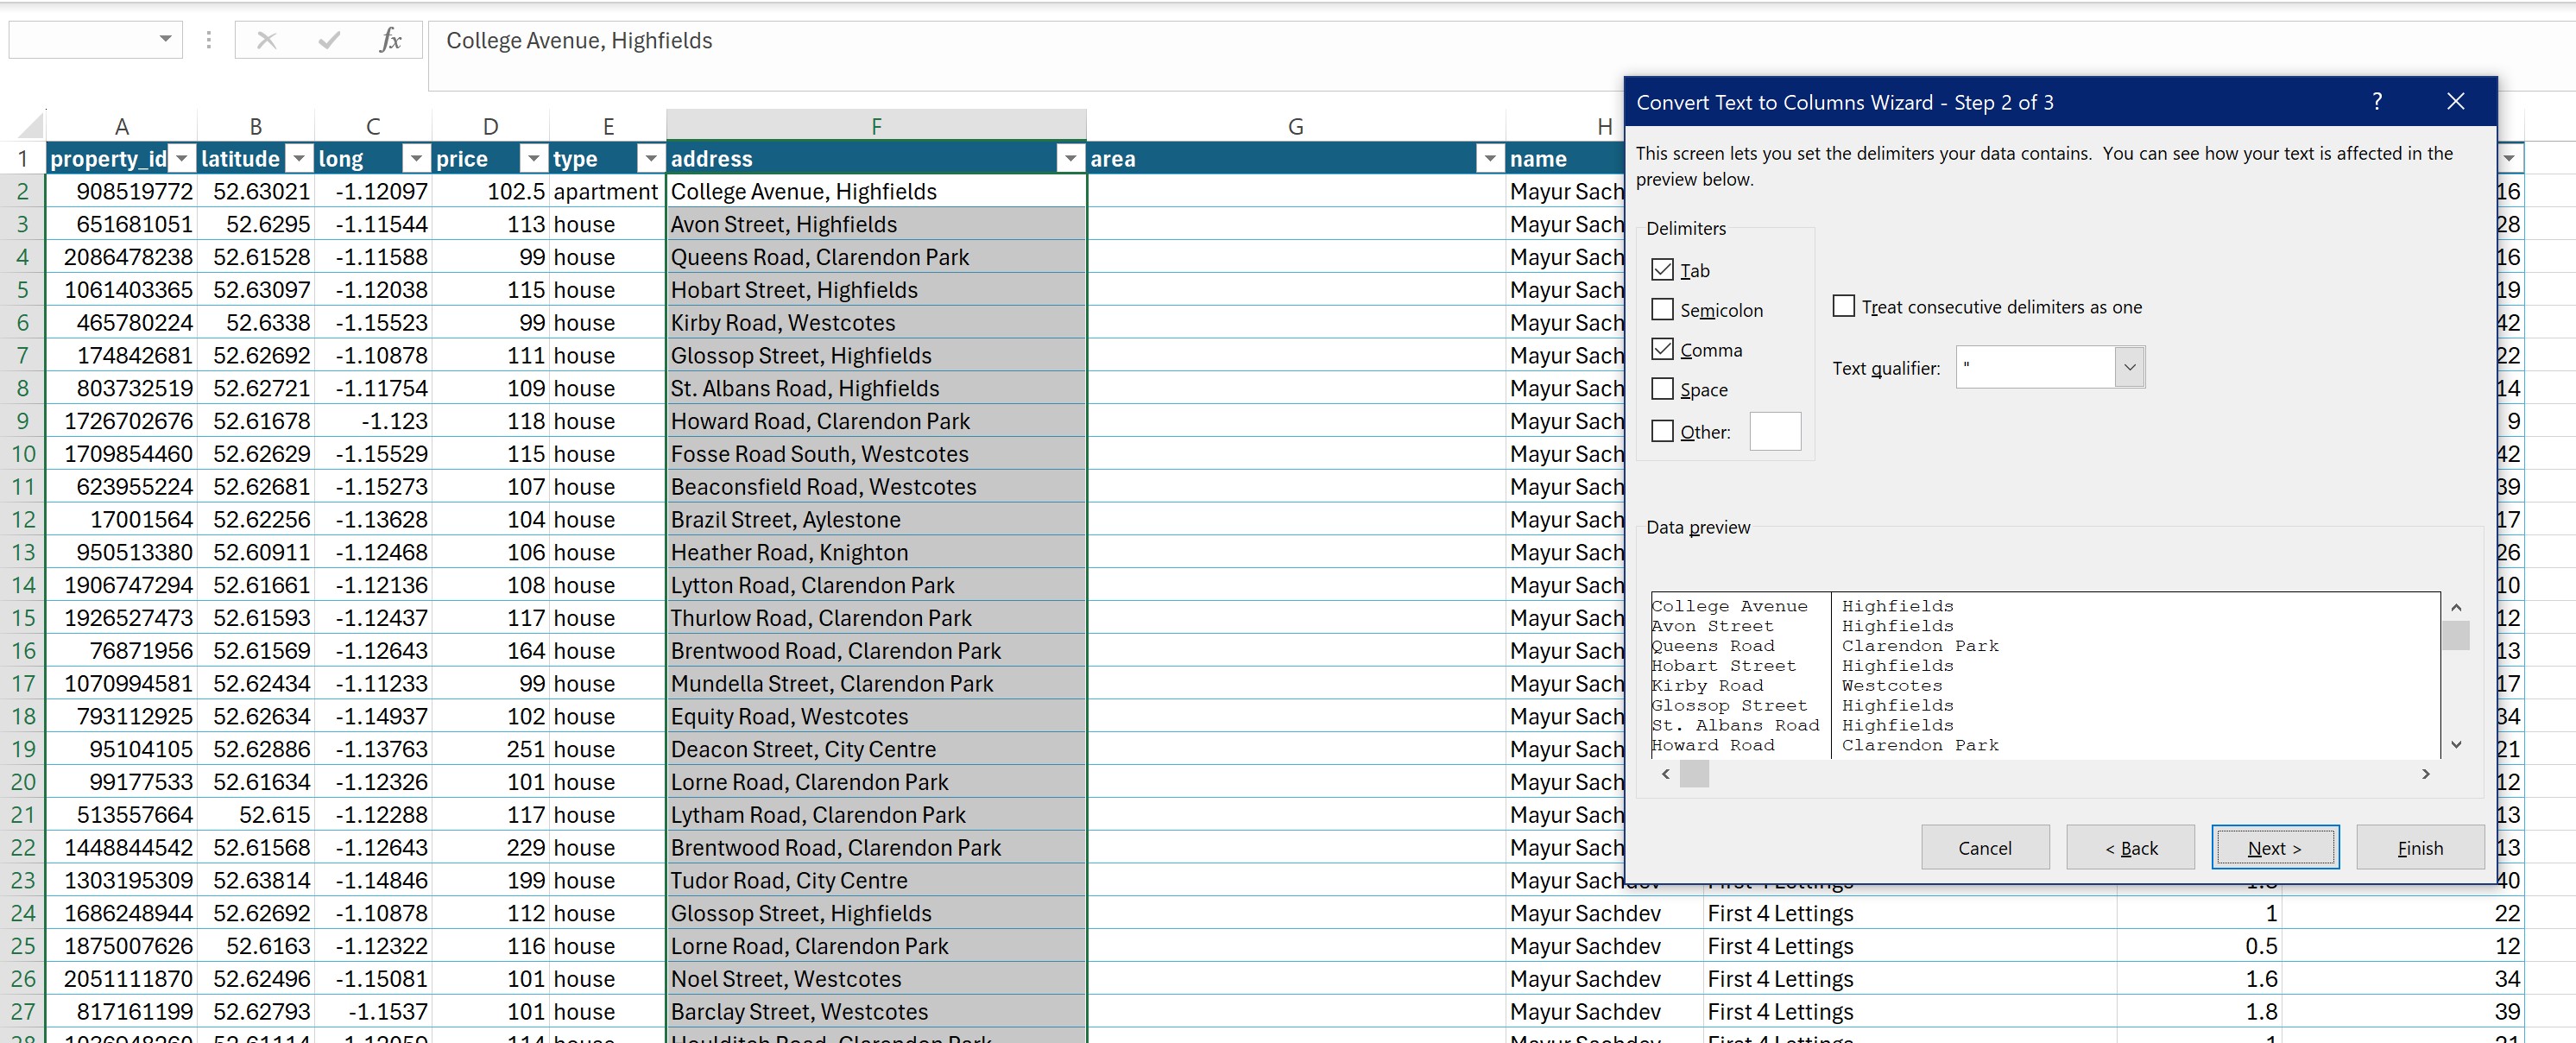 fx College Avenue, Highfields
A B C D E F G H
1 property_id latitude long price type address area name
2 908519772 52.63021 -1.12097 102.5 apartment College Avenue, Highfields Mayur Sach 16
3 651681051 52.6295 -1.11544 113 house Avon Street, Highfields Mayur Sach 28
4 2086478238 52.61528 -1.11588 99 house Queens Road, Clarendon Park Mayur Sach 16
5 1061403365 52.63097 -1.12038 115 house Hobart Street, Highfields Mayur Sach 19
6 465780224 52.6338 -1.15523 99 house Kirby Road, Westcotes Mayur Sach 42
7 174842681 52.62692 -1.10878 111 house Glossop Street, Highfields Mayur Sach 22
8 803732519 52.62721 -1.11754 109 house St. Albans Road, Highfields Mayur Sach 14
9 1726702676 52.61678 -1.123 118 house Howard Road, Clarendon Park Mayur Sach 9
10 1709854460 52.62629 -1.15529 115 house Fosse Road South, Westcotes Mayur Sach 42
11 623955224 52.62681 -1.15273 107 house Beaconsfield Road, Westcotes Mayur Sach 39
12 17001564 52.62256 -1.13628 104 house Brazil Street, Aylestone Mayur Sach 17
13 950513380 52.60911 -1.12468 106 house Heather Road, Knighton Mayur Sach 26
14 1906747294 52.61661 -1.12136 108 house Lytton Road, Clarendon Park Mayur Sach 10
15 1926527473 52.61593 -1.12437 117 house Thurlow Road, Clarendon Park Mayur Sach 12
16 76871956 52.61569 -1.12643 164 house Brentwood Road, Clarendon Park Mayur Sach 13
17 1070994581 52.62434 -1.11233 99 house Mundella Street, Clarendon Park Mayur Sach 17
18 793112925 52.62634 -1.14937 102 house Equity Road, Westcotes Mayur Sach 34
19 95104105 52.62886 -1.13763 251 house Deacon Street, City Centre Mayur Sach 21
20 99177533 52.61634 -1.12326 101 house Lorne Road, Clarendon Park Mayur Sach 12
21 513557664 52.615 -1.12288 117 house Lytham Road, Clarendon Park Mayur Sach 13
22 1448844542 52.61568 -1.12643 229 house Brentwood Road, Clarendon Park Mayur Sach 13
23 1303195309 52.63814 -1.14846 199 house Tudor Road, City Centre Mayur Sachdev 40
24 1686248944 52.62692 -1.10878 112 house Glossop Street, Highfields Mayur Sachdev First 4 Lettings 1 22
25 1875007626 52.6163 -1.12322 116 house Lorne Road, Clarendon Park Mayur Sachdev First 4 Lettings 0.5 12
26 2051111870 52.62496 -1.15081 101 house Noel Street, Westcotes Mayur Sachdev First 4 Lettings 1.6 34
27 817161199 52.62793 -1.1537 101 house Barclay Street, Westcotes Mayur Sachdev First 4 Lettings 1.8 39
Convert Text to Columns Wizard - Step 2 of 3 ?
This screen lets you set the delimiters your data contains. You can see how your text is affected in the
preview below.
Delimiters
Tab
Semicolon
Comma
Space
Other:
Treat consecutive delimiters as one
Text qualifier: "
Data preview
College Avenue Highfields
Avon Street Highfields
Queens Road Clarendon Park
Hobart Street Highfields
Kirby Road Westcotes
Glossop Street Highfields
St. Albans Road Highfields
Howard Road Clarendon Park
Cancel < Back Next > Finish